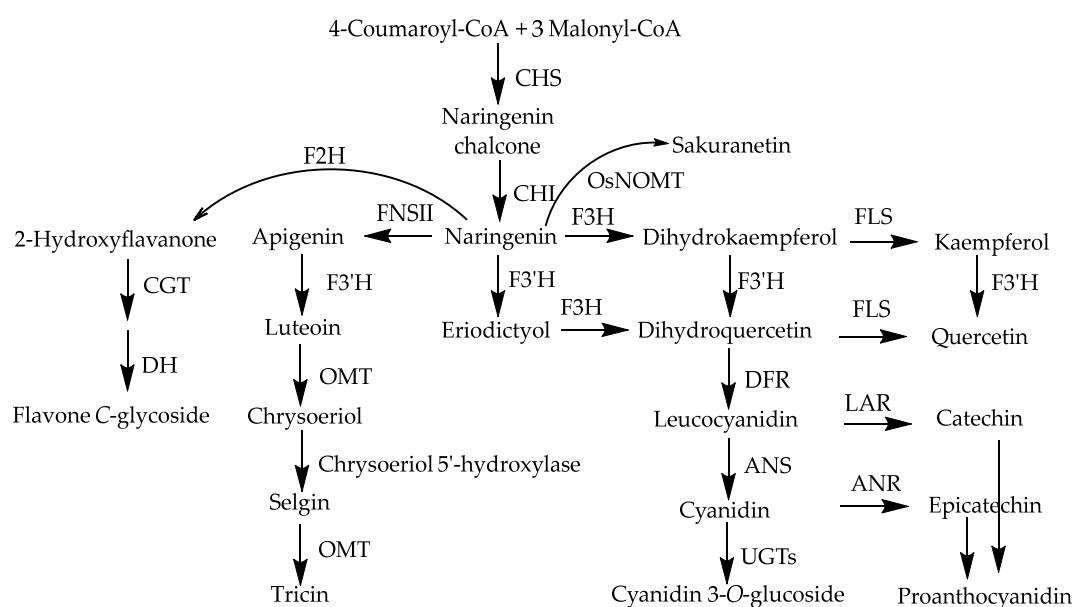 4-Coumaroyl-CoA + 3 Malonyl-CoA
CHS
Naringenin
chalcone
Sakuranetin
F2H
OsNOMT
CHI
FNSII
F3H
FLS
2-Hydroxyflavanone
Apigenin
Naringenin
Dihydrokaempferol
Kaempferol
CGT
F3'H
F3'H
F3'H
F3'H
F3H
FLS
Luteoin
Eriodictyol
Dihydroquercetin
Quercetin
DH
OMT
DFR
LAR
Flavone C-glycoside
Chrysoeriol
Leucocyanidin
Catechin
Chrysoeriol 5'-hydroxylase
ANS
ANR
Selgin
Cyanidin
Epicatechin
OMT
UGTs
Tricin
Cyanidin 3-O-glucoside
Proanthocyanidin